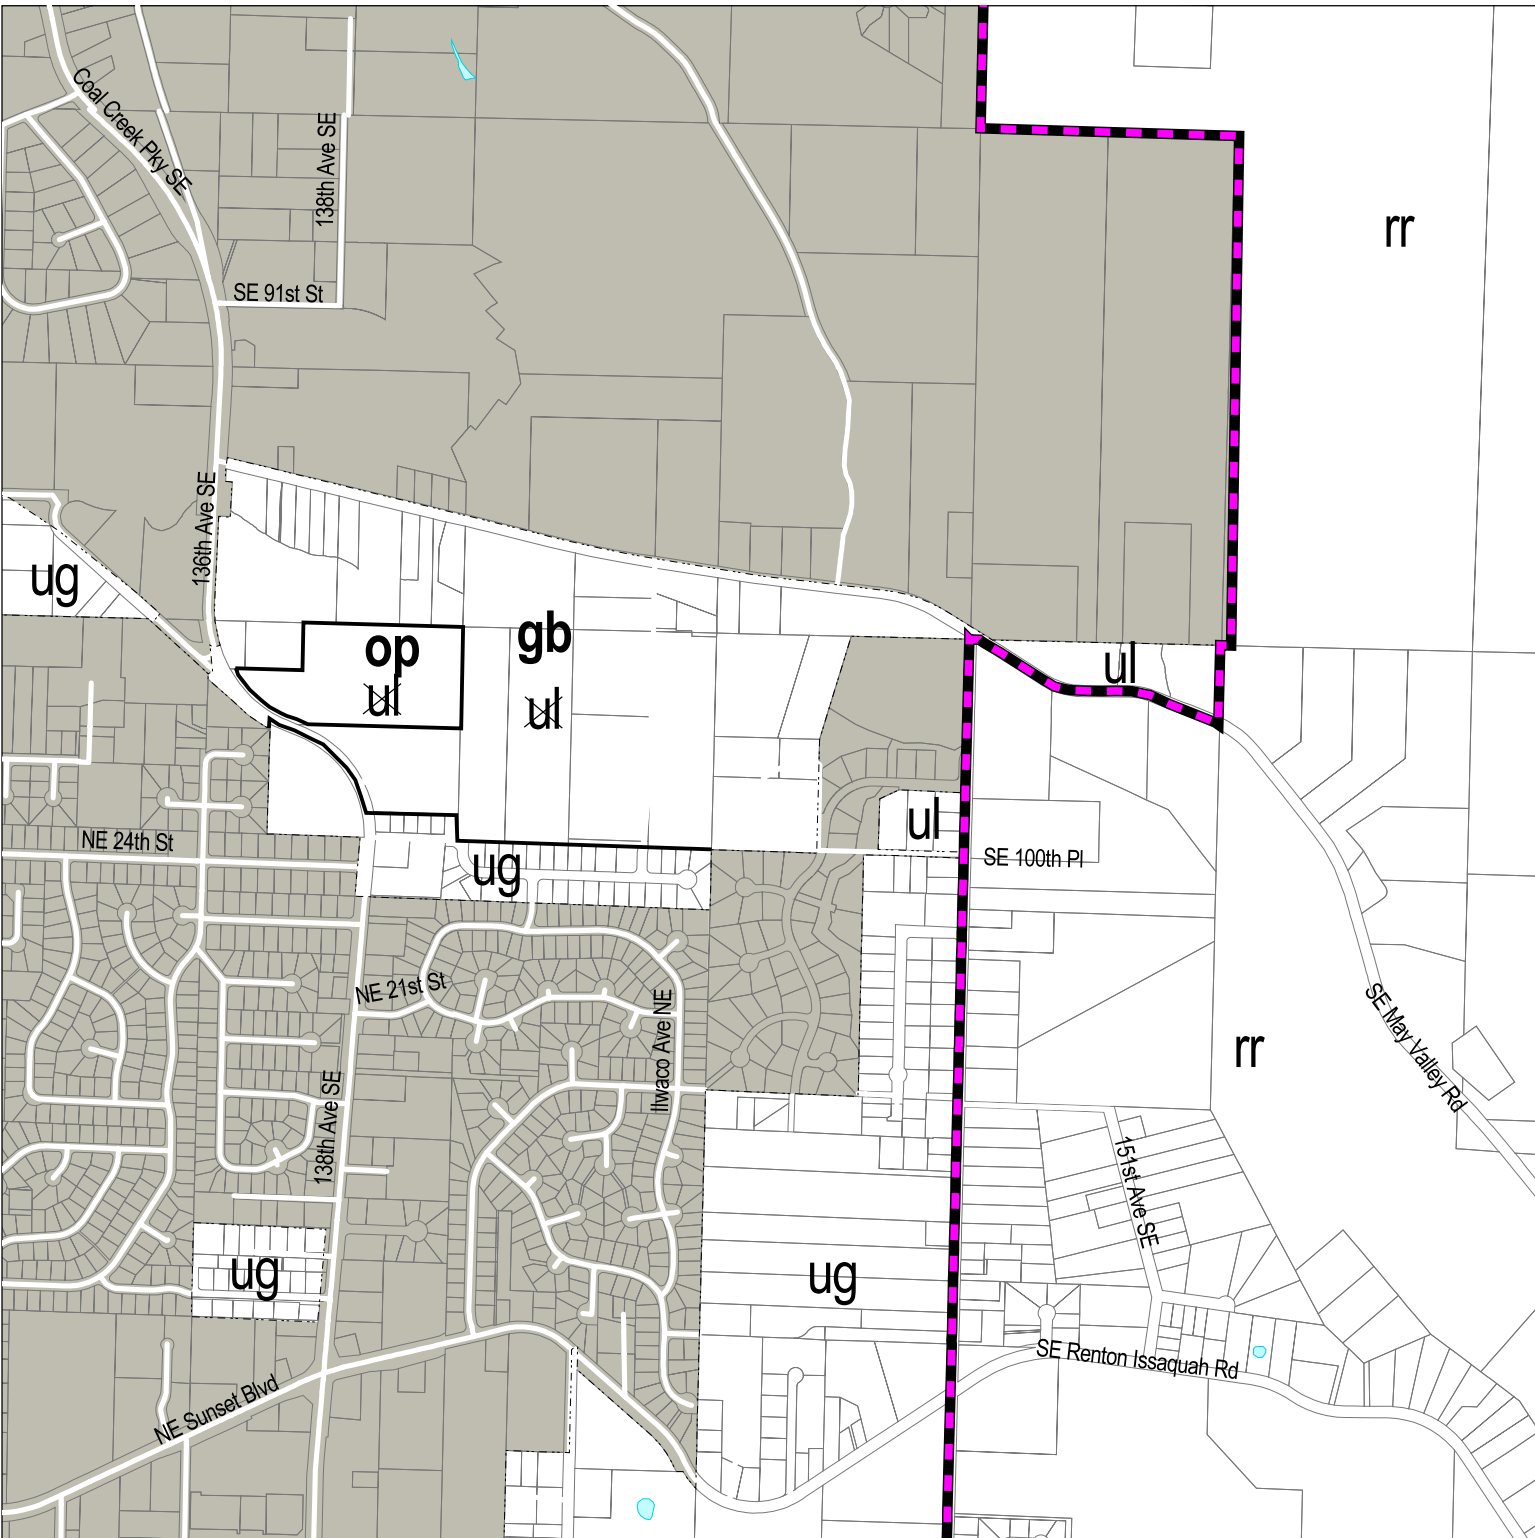 Coal Creek Pky SE
138th Ave SE
rr
SE 91st St
136th Ave SE
ug
op
gb
ul
ul
ul
ul
NE 24th St
ug
SE 100th Pl
NE 21st St
Ilwaco Ave NE
SE May Valley Rd
rr
138th Ave SE
151st Ave SE
ug
ug
SE Renton Issaquah Rd
NE Sunset Blvd